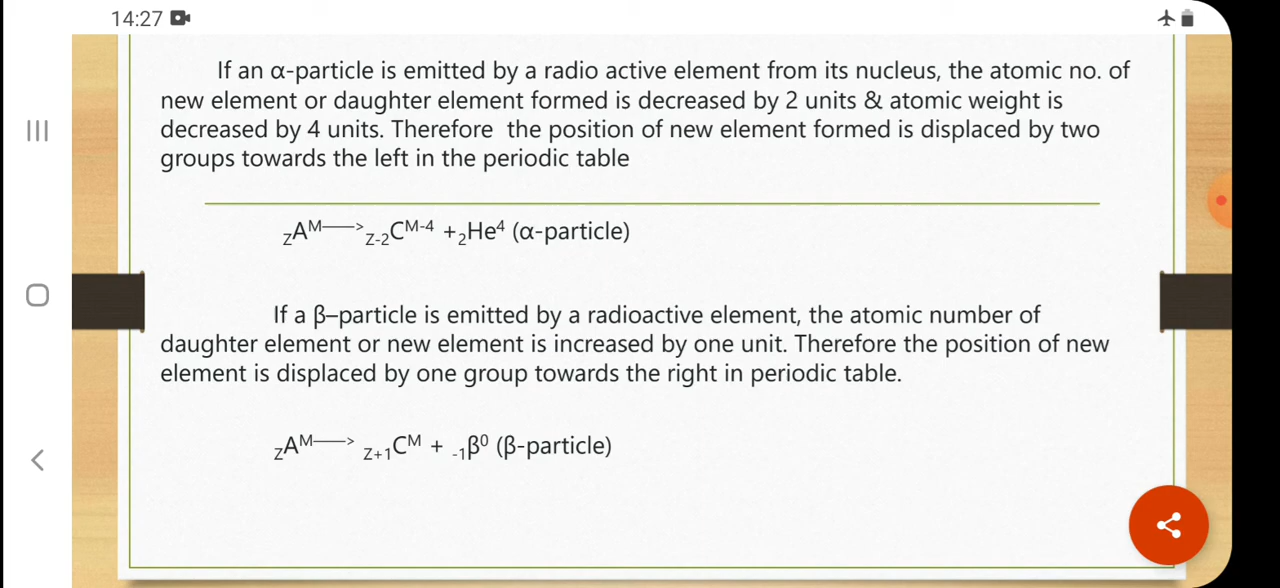 14:27
If an α-particle is emitted by a radio active element from its nucleus, the atomic no. of
new element or daughter element formed is decreased by 2 units & atomic weight is
decreased by 4 units. Therefore the position of new element formed is displaced by two
groups towards the left in the periodic table
ZAᴹ——> Z-2Cᴹ⁻⁴ +₂He⁴ (α-particle)
If a β–particle is emitted by a radioactive element, the atomic number of
daughter element or new element is increased by one unit. Therefore the position of new
element is displaced by one group towards the right in periodic table.
ZAᴹ——> Z+1Cᴹ + ₋₁β⁰ (β-particle)